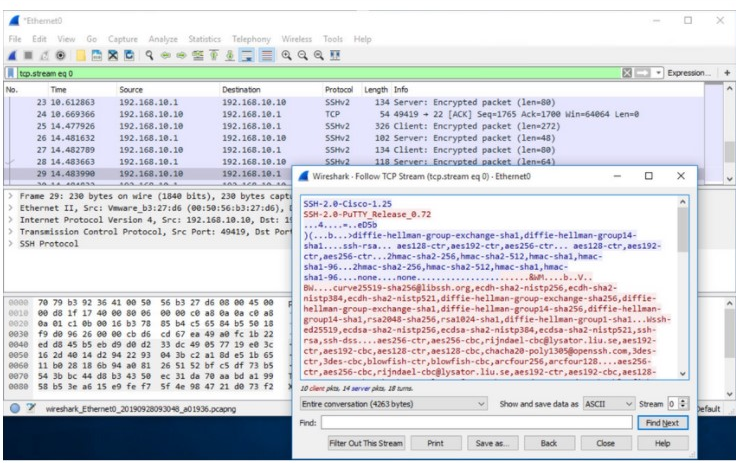 *Ethernet0
File Edit View Go Capture Analyze Statistics Telephony Wireless Tools Help
tcp.stream eq 0
Expression... +
No. Time Source Destination Protocol Length Info
23 10.612863 192.168.10.1 192.168.10.10 SSHv2 134 Server: Encrypted packet (len=80)
24 10.669366 192.168.10.10 192.168.10.1 TCP 54 49419 → 22 [ACK] Seq=1765 Ack=1700 Win=64064 Len=0
25 14.477926 192.168.10.10 192.168.10.1 SSHv2 326 Client: Encrypted packet (len=272)
26 14.481632 192.168.10.1 192.168.10.10 SSHv2 102 Server: Encrypted packet (len=48)
27 14.482789 192.168.10.10 192.168.10.1 SSHv2 134 Client: Encrypted packet (len=80)
28 14.483663 192.168.10.1 192.168.10.10 SSHv2 118 Server: Encrypted packet (len=64)
29 14.483990 192.168.10.10 192.168.10.1
> Frame 29: 230 bytes on wire (1840 bits), 230 bytes captu
> Ethernet II, Src: Vmware_b3:27:d6 (00:50:56:b3:27:d6), D
> Internet Protocol Version 4, Src: 192.168.10.10, Dst: 19
> Transmission Control Protocol, Src Port: 49419, Dst Port
> SSH Protocol
0000 70 79 b3 92 36 41 00 50 56 b3 27 d6 08 00 45 00
0010 00 d8 1f 17 40 00 80 06 00 00 c0 a8 0a 0a c0 a8
0020 0a 01 c1 0b 00 16 b3 78 85 b4 c5 65 84 b5 50 18
0030 f9 d0 96 26 00 00 cb d6 cd 67 ea 49 a0 fc 1b 22
0040 ed d8 45 b5 eb d9 d0 d2 33 dc 49 05 77 19 e0 3c
0050 16 2d 40 14 d2 94 22 93 04 3b c2 a1 8d e5 1b 65
0060 11 b0 28 18 6b 94 a0 81 26 51 52 bf c5 df 73 b5
0070 54 3b bc 44 d8 b3 43 50 ec 31 da 70 aa bd a1 99
0080 58 b5 3e a6 15 e9 fe f7 5f 4e 98 47 21 d0 73 f2
wireshark_Ethernet0_20190928093048_a01936.pcapng
Default
Wireshark · Follow TCP Stream (tcp.stream eq 0) · Ethernet0
SSH-2.0-Cisco-1.25
SSH-2.0-PuTTY_Release_0.72
...4....=..eD5b
)(...b...>diffie-hellman-group-exchange-sha1,diffie-hellman-group14-
sha1....ssh-rsa... aes128-ctr,aes192-ctr,aes256-ctr... aes128-ctr,aes192-
ctr,aes256-ctr...2hmac-sha2-256,hmac-sha2-512,hmac-sha1,hmac-
sha1-96...2hmac-sha2-256,hmac-sha2-512,hmac-sha1,hmac-
sha1-96....none....none.......................&WM....b..V..
BW....curve25519-sha256@libssh.org,ecdh-sha2-nistp256,ecdh-sha2-
nistp384,ecdh-sha2-nistp521,diffie-hellman-group-exchange-sha256,diffie-
hellman-group-exchange-sha1,diffie-hellman-group14-sha256,diffie-hellman-
group14-sha1,rsa2048-sha256,rsa1024-sha1,diffie-hellman-group1-sha1...Wssh-
ed25519,ecdsa-sha2-nistp256,ecdsa-sha2-nistp384,ecdsa-sha2-nistp521,ssh-
rsa,ssh-dss....aes256-ctr,aes256-cbc,rijndael-cbc@lysator.liu.se,aes192-
ctr,aes192-cbc,aes128-ctr,aes128-cbc,chacha20-poly1305@openssh.com,3des-
ctr,3des-cbc,blowfish-ctr,blowfish-cbc,arcfour256,arcfour128....aes256-
ctr,aes256-cbc,rijndael-cbc@lysator.liu.se,aes192-ctr,aes192-cbc,aes128-
10 client pkts, 14 server pkts, 18 turns.
Entire conversation (4263 bytes) Show and save data as ASCII Stream 0
Find: Find Next
Filter Out This Stream Print Save as... Back Close Help